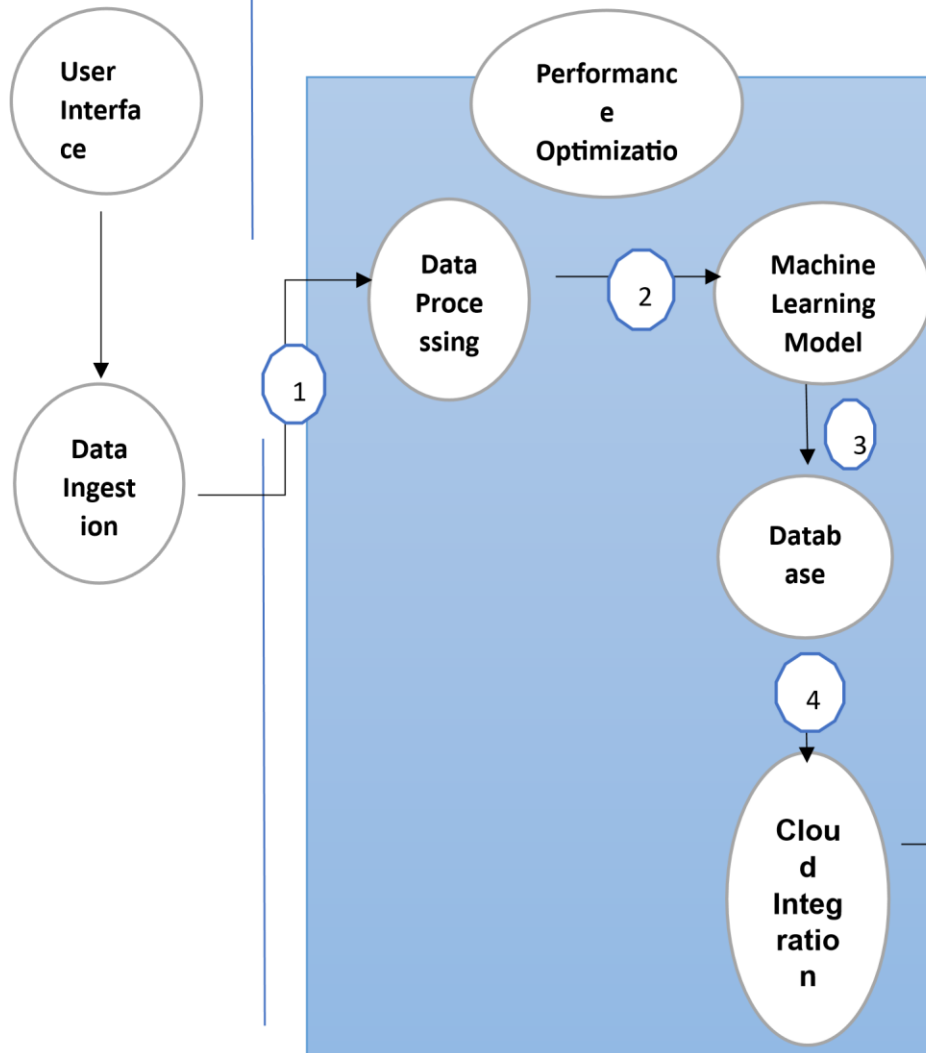 User
Interfa
ce
Performanc
e
Optimizatio
Data
Proce
ssing
2
Machine
Learning
Model
1
3
Data
Ingest
ion
Datab
ase
4
Clou
d
Integ
ratio
n